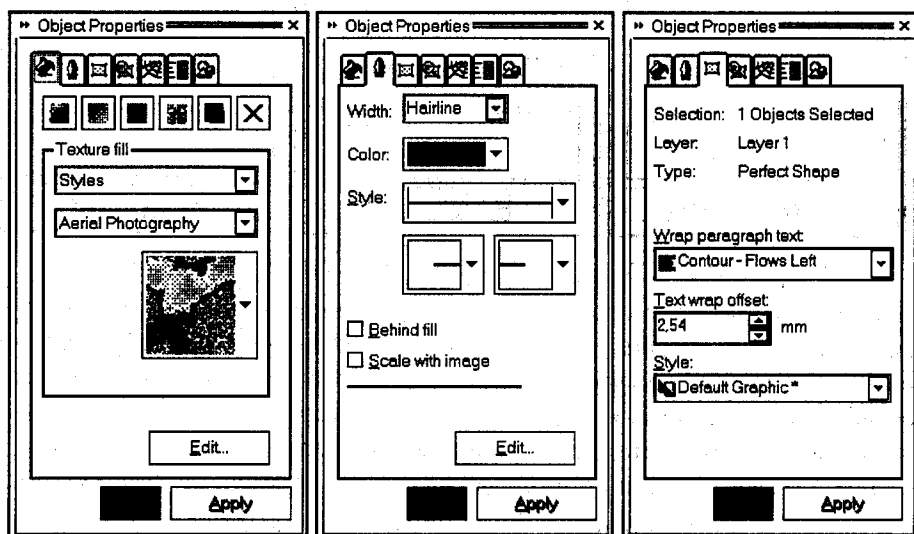 Object Properties
Texture fill
Styles
Aerial Photography
Edit...
Apply
Object Properties
Width: Hairline
Color:
Style:
Behind fill
Scale with image
Edit...
Apply
Object Properties
Selection: 1 Objects Selected
Layer: Layer 1
Type: Perfect Shape
Wrap paragraph text:
Contour - Flows Left
Text wrap offset:
2,54 mm
Style:
Default Graphic *
Apply